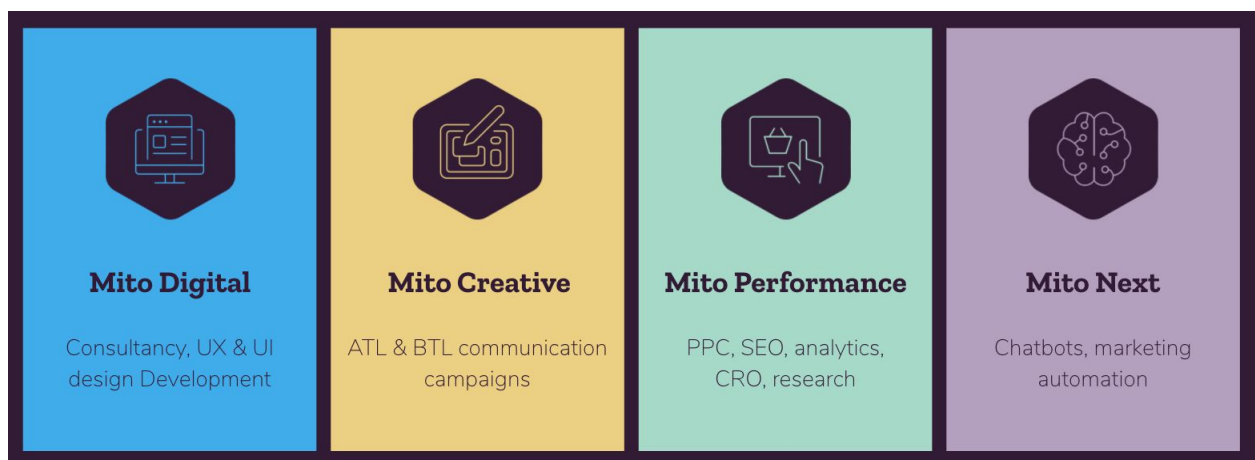 Mito Digital
Consultancy, UX & UI
design Development
Mito Creative
ATL & BTL communication
campaigns
Mito Performance
PPC, SEO, analytics,
CRO, research
Mito Next
Chatbots, marketing
automation